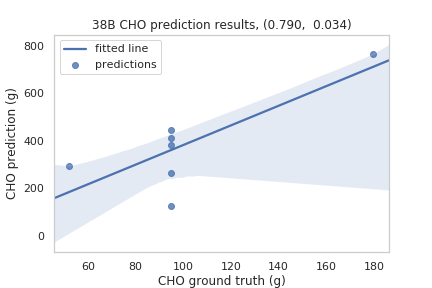 38B CHO prediction results, (0.790, 0.034)
fitted line
predictions
CHO prediction (g)
800
600
400
200
0
60 80 100 120 140 160 180
CHO ground truth (g)